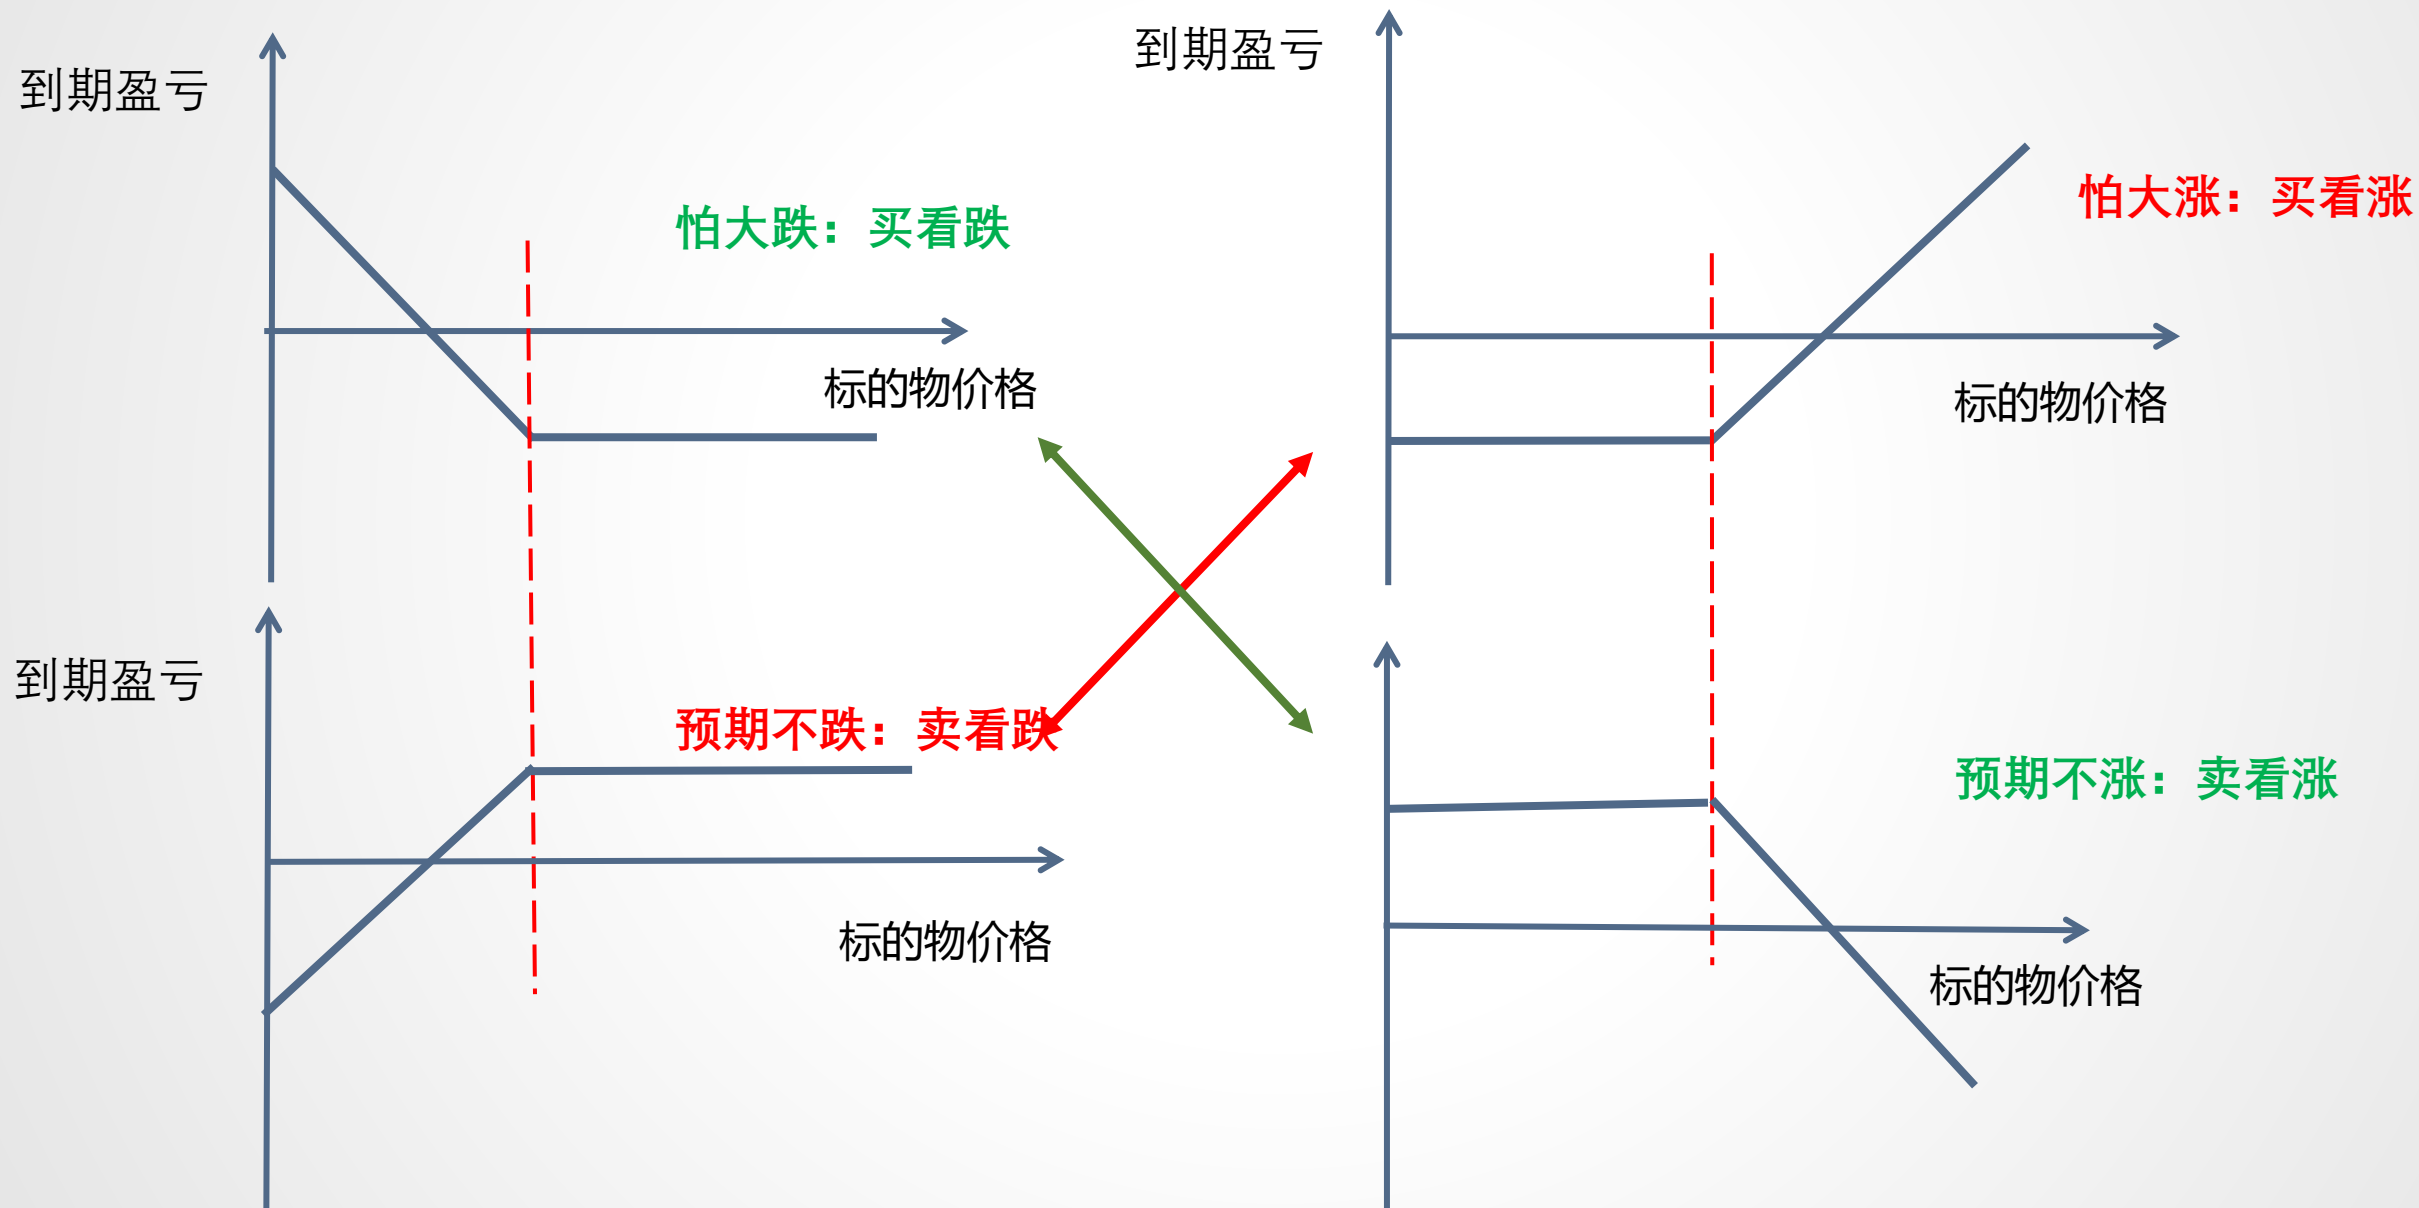 到期盈亏
怕大跌：买看跌
标的物价格
到期盈亏
怕大涨：买看涨
标的物价格
到期盈亏
预期不跌：卖看跌
标的物价格
预期不涨：卖看涨
标的物价格